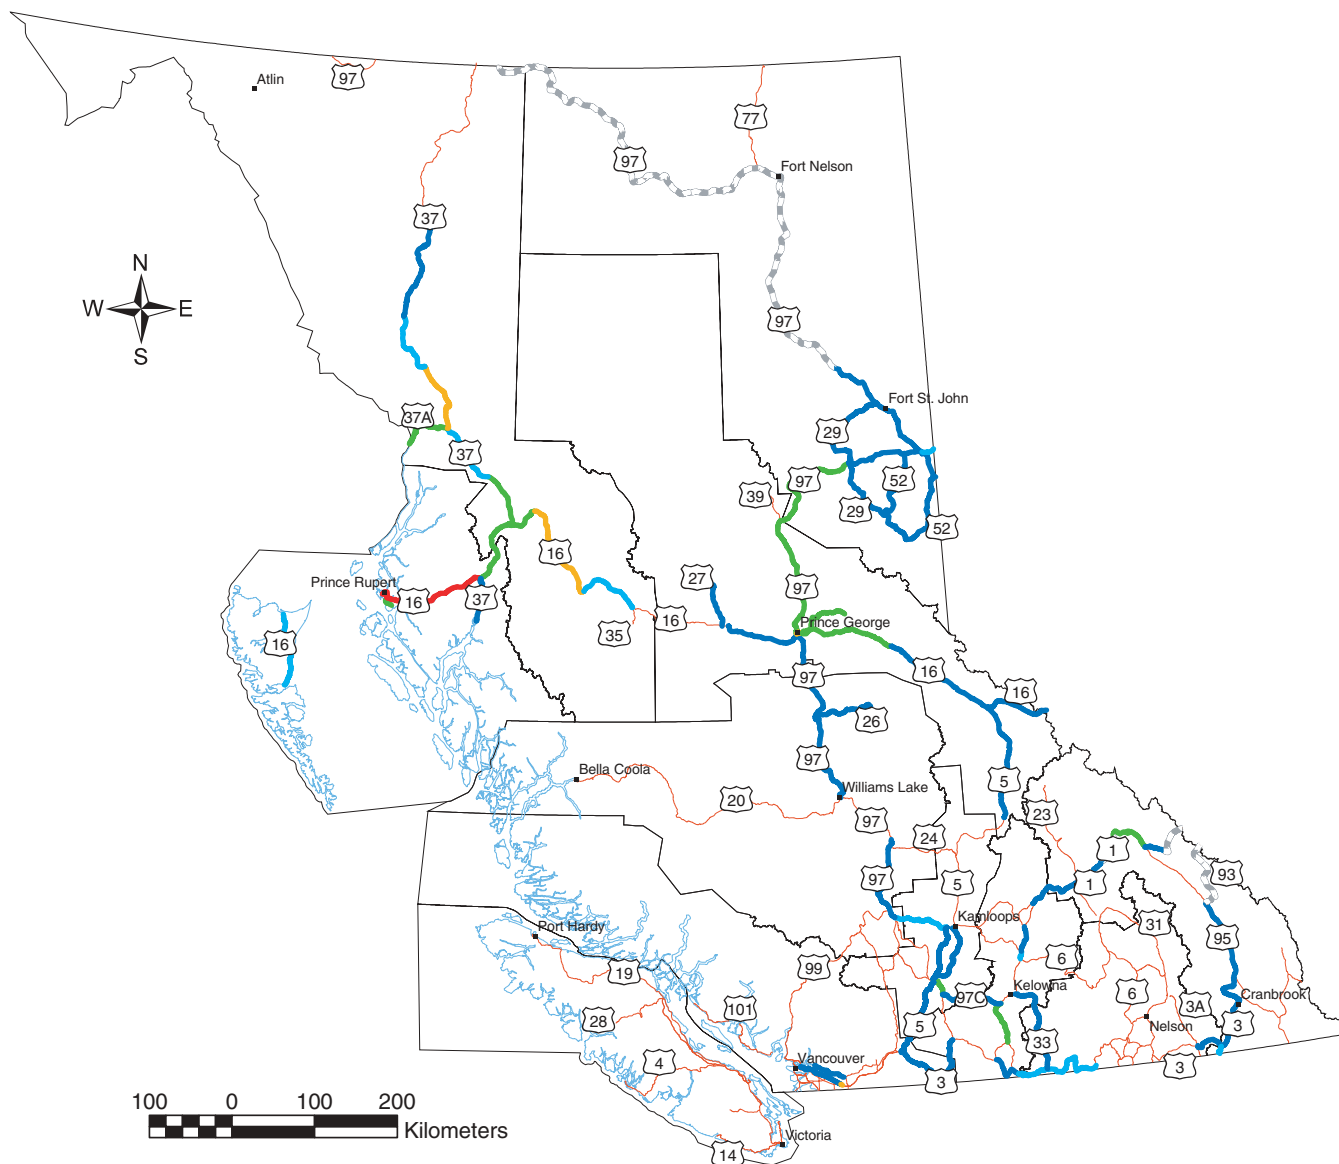 Atlin
97
77
97
Fort Nelson
37
N
W E
S
97
Fort St. John
37A
29
37
97
52
39
29
52
16
27
Prince Rupert
97
16
37
16
Prince George
35
16
97
16
16
26
97
Bella Coola
5
Williams Lake
20
23
97
24
1
93
97
5
1
Kamloops
Port Hardy
31
95
6
99
19
97C
Kelowna
6
Cranbrook
101
3A
28
5
3
Nelson
33
Vancouver
4
3
3
100 0 100 200
Kilometers
Victoria
14